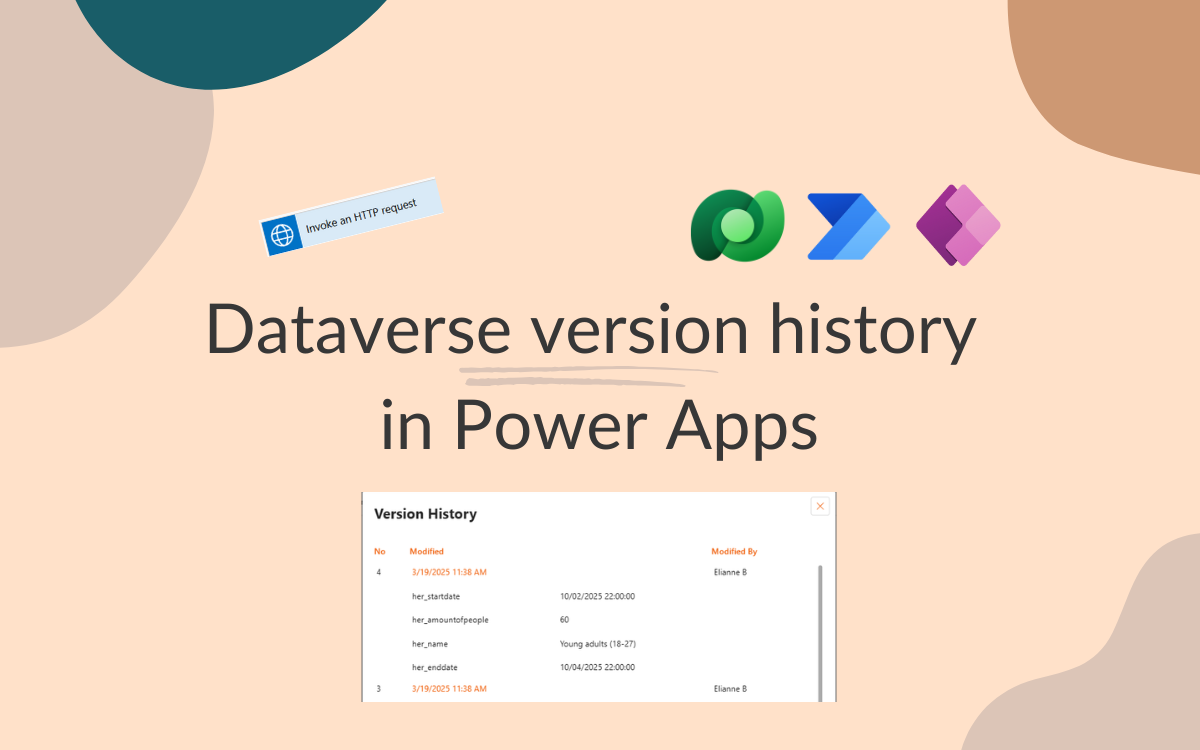 Invoke an HTTP request
Dataverse version history
in Power Apps
Version History
No Modified Modified By
4 3/19/2025 11:38 AM Elianne B
her_startdate 10/02/2025 22:00:00
her_amountofpeople 60
her_name Young adults (18-27)
her_enddate 10/04/2025 22:00:00
3 3/19/2025 11:38 AM Elianne B